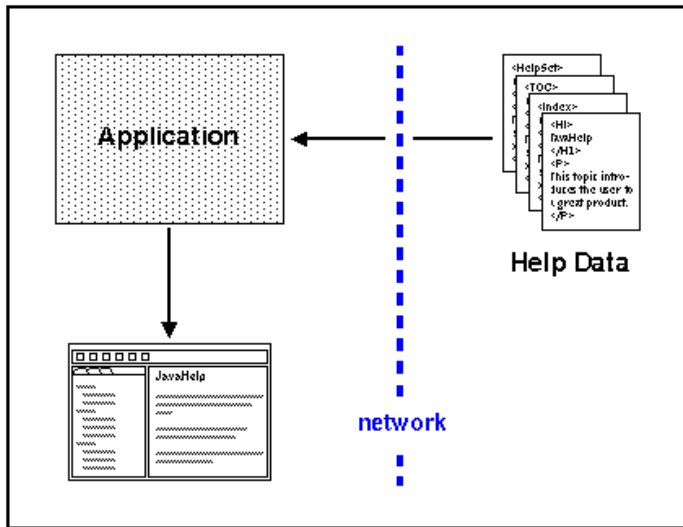 Application
<HelpSet>
<TOC>
<Index>
<H1>
JavaHelp
</H1>
<P>
This topic intro-
duces the user to
a great product.
</P>
Help Data
JavaHelp
network